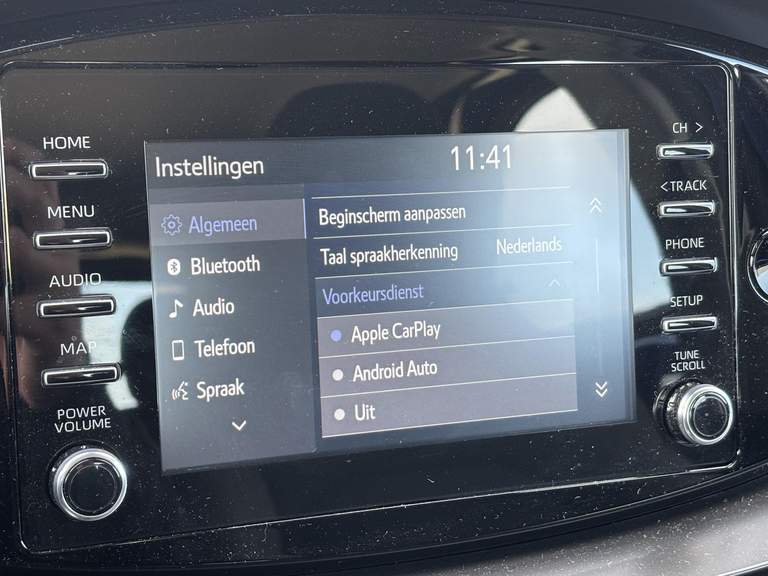 HOME
MENU
AUDIO
MAP
POWER
VOLUME
Instellingen
11:41
Algemeen
Bluetooth
Audio
Telefoon
Spraak
Beginscherm aanpassen
Taal spraakherkenning Nederlands
Voorkeursdienst
Apple CarPlay
Android Auto
Uit
CH >
< TRACK
PHONE
SETUP
TUNE
SCROLL